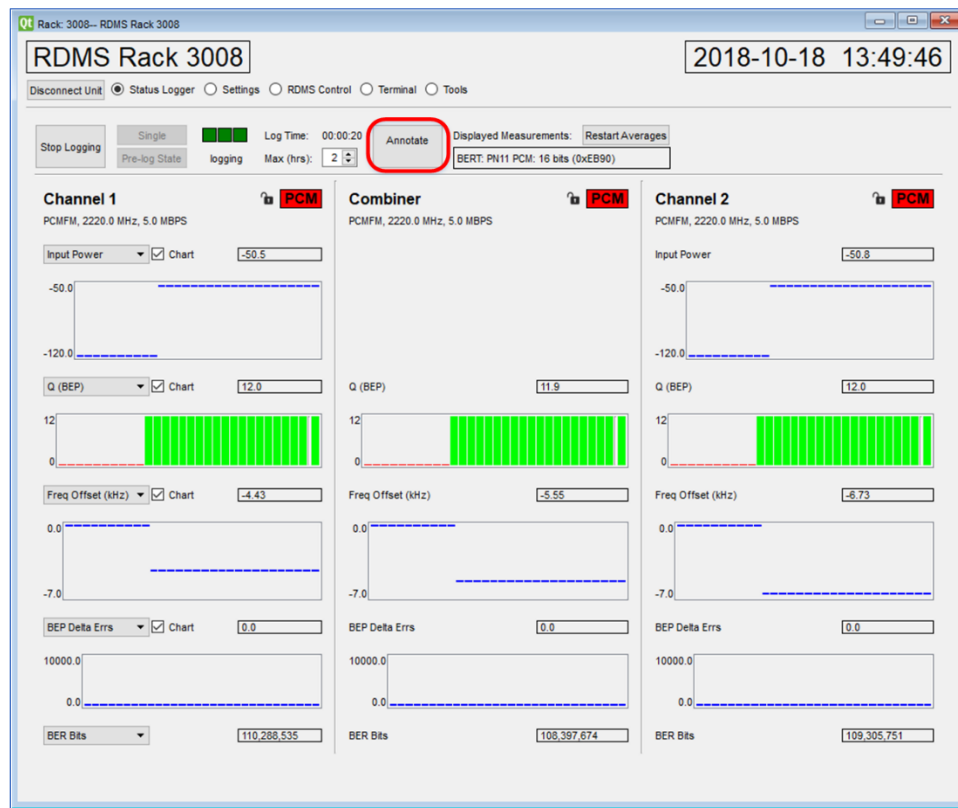 Qt Rack: 3008-- RDMS Rack 3008
RDMS Rack 3008
2018-10-18 13:49:46
Disconnect Unit Status Logger Settings RDMS Control Terminal Tools
Stop Logging Single Log Time: 00:00:20 Annotate Displayed Measurements: Restart Averages
Pre-log State logging Max (hrs): 2 BERT: PN11 PCM: 16 bits (0xEB90)
Channel 1 PCM Combiner PCM Channel 2 PCM
PCMFM, 2220.0 MHz, 5.0 MBPS PCMFM, 2220.0 MHz, 5.0 MBPS PCMFM, 2220.0 MHz, 5.0 MBPS
Input Power Chart -50.5 Input Power -50.8
-50.0 -50.0
-120.0 -120.0
Q (BEP) Chart 12.0 Q (BEP) 11.9 Q (BEP) 12.0
12 12 12
0 0 0
Freq Offset (kHz) Chart -4.43 Freq Offset (kHz) -5.55 Freq Offset (kHz) -6.73
0.0 0.0 0.0
-7.0 -7.0 -7.0
BEP Delta Errs Chart 0.0 BEP Delta Errs 0.0 BEP Delta Errs 0.0
10000.0 10000.0 10000.0
0.0 0.0 0.0
BER Bits 110,288,535 BER Bits 108,397,674 BER Bits 109,305,751